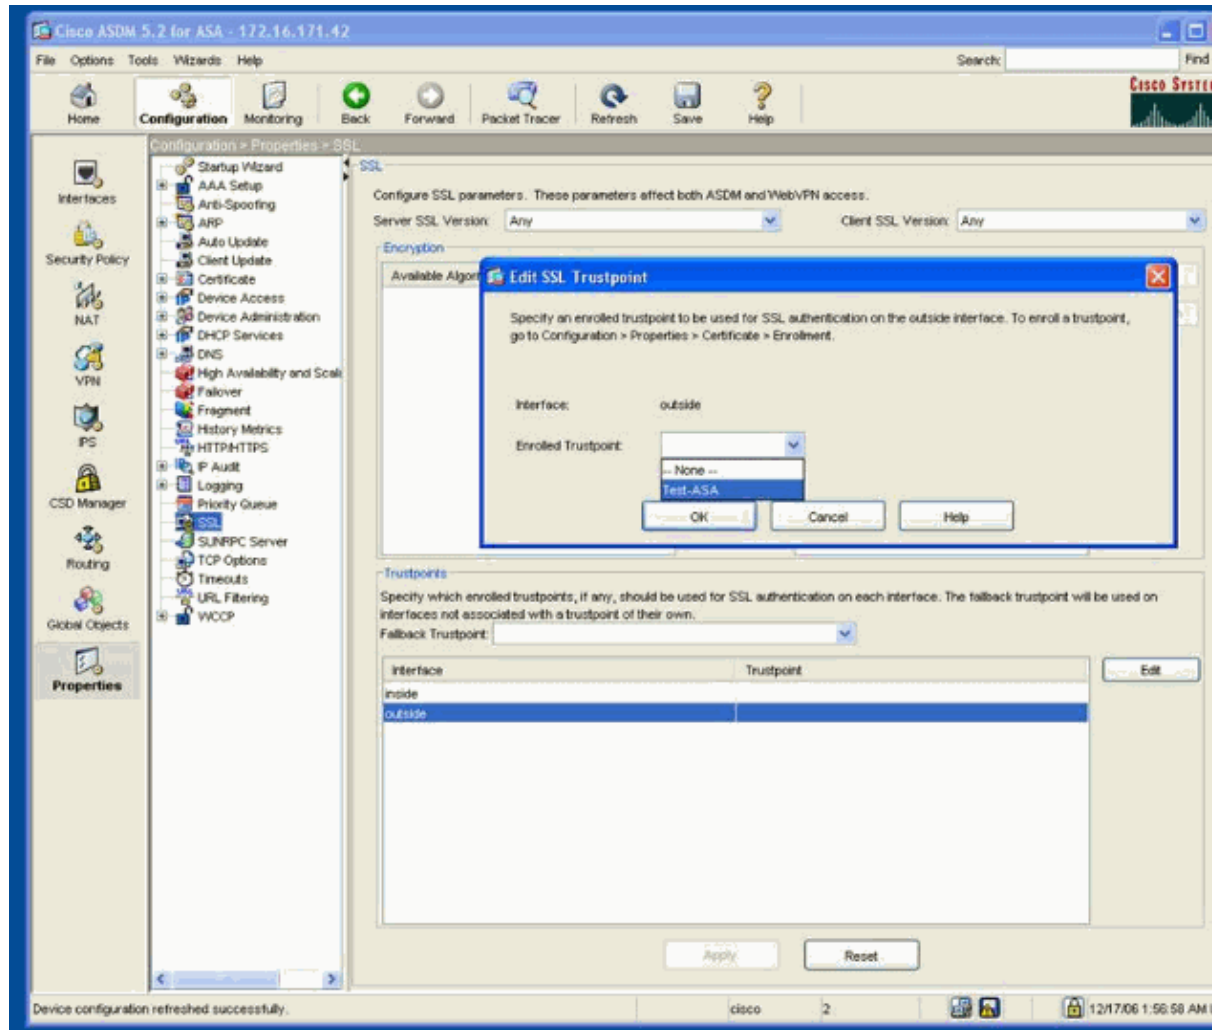 Cisco ASDM 5.2 for ASA - 172.16.171.42
File Options Tools Wizards Help
Search:
Find
Home
Configuration
Monitoring
Back
Forward
Packet Tracer
Refresh
Save
Help
Configuration > Properties > SSL
Interfaces
Security Policy
NAT
VPN
IPS
CSD Manager
Routing
Global Objects
Properties
Startup Wizard
AAA Setup
Anti-Spoofing
ARP
Auto Update
Client Update
Certificate
Device Access
Device Administration
DHCP Services
DNS
High Availability and Scal
Failover
Fragment
History Metrics
HTTP/HTTPS
IP Audit
Logging
Priority Queue
SSL
SUNRPC Server
TCP Options
Timeouts
URL Filtering
WCCP
SSL
Configure SSL parameters. These parameters affect both ASDM and WebVPN access.
Server SSL Version: Any
Client SSL Version: Any
Encryption
Available Algor
Edit SSL Trustpoint
Specify an enrolled trustpoint to be used for SSL authentication on the outside interface. To enroll a trustpoint,
go to Configuration > Properties > Certificate > Enrollment.
Interface: outside
Enrolled Trustpoint:
-- None --
Test-ASA
OK
Cancel
Help
Trustpoints
Specify which enrolled trustpoints, if any, should be used for SSL authentication on each interface. The fallback trustpoint will be used on
interfaces not associated with a trustpoint of their own.
Fallback Trustpoint:
Interface
Trustpoint
Edit
inside
outside
Apply
Reset
Device configuration refreshed successfully.
cisco
2
12/17/06 1:56:58 AM